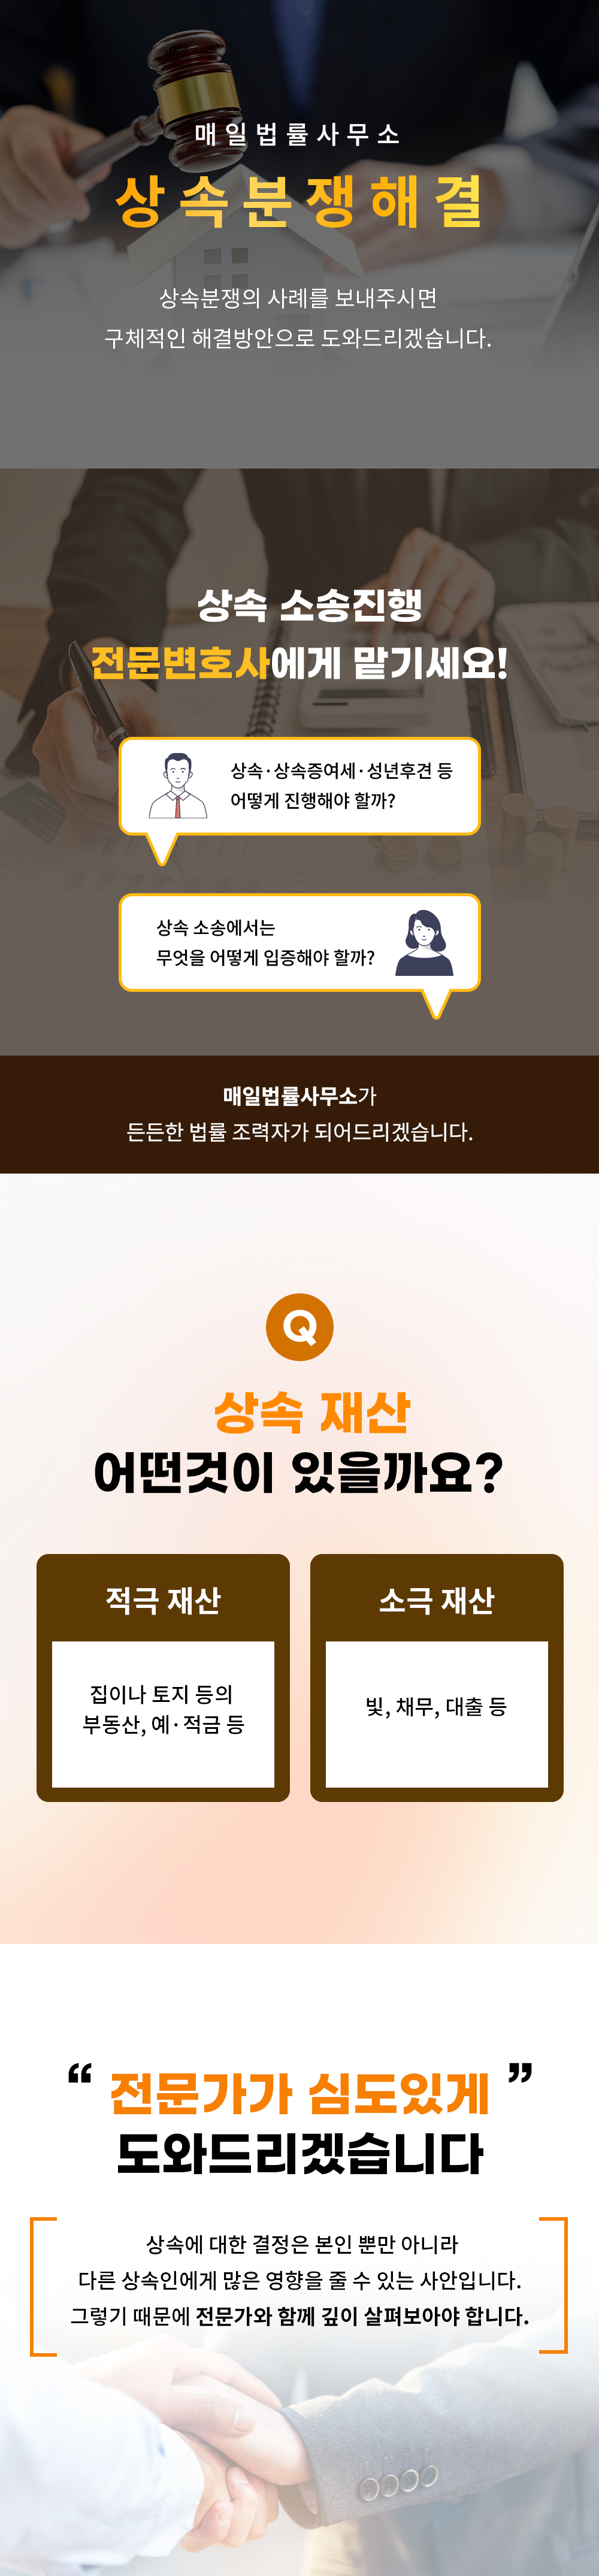 매일법률사무소
상속분쟁해결
상속분쟁의 사례를 보내주시면
구체적인 해결방안으로 도와드리겠습니다.
상속 소송진행
전문변호사에게 맡기세요!
상속·상속증여세·성년후견 등
어떻게 진행해야 할까?
상속 소송에서는
무엇을 어떻게 입증해야 할까?
매일법률사무소가
든든한 법률 조력자가 되어드리겠습니다.
Q
상속 재산
어떤것이 있을까요?
적극 재산
집이나 토지 등의
부동산, 예·적금 등
소극 재산
빛, 채무, 대출 등
“ 전문가가 심도있게 ”
도와드리겠습니다
상속에 대한 결정은 본인 뿐만 아니라
다른 상속인에게 많은 영향을 줄 수 있는 사안입니다.
그렇기 때문에 전문가와 함께 깊이 살펴보아야 합니다.